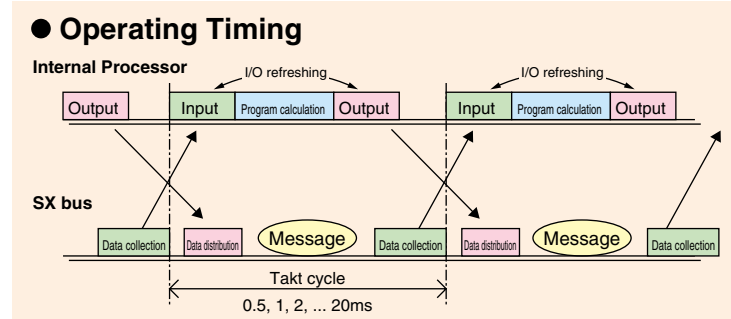 ● Operating Timing
Internal Processor
I/O refreshing I/O refreshing
Output Input Program calculation Output Input Program calculation Output
SX bus
Data collection Data distribution Message Data collection Data distribution Message Data collection
Takt cycle
0.5, 1, 2, ... 20ms